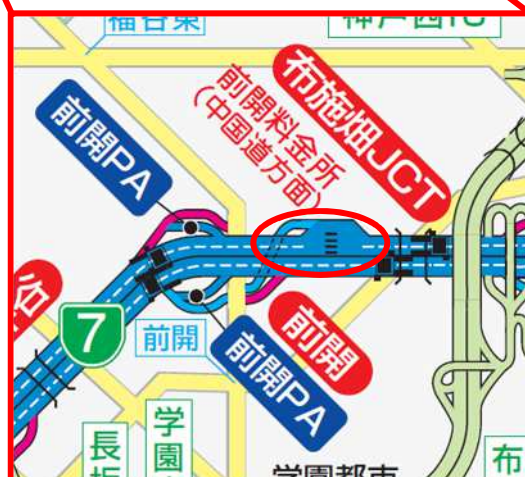 福谷東
神戸西IC
布施畑JCT
前開料金所
(中国道方面)
前開PA
7
前開
前開PA
前開
長坂
学園
学園都市
布